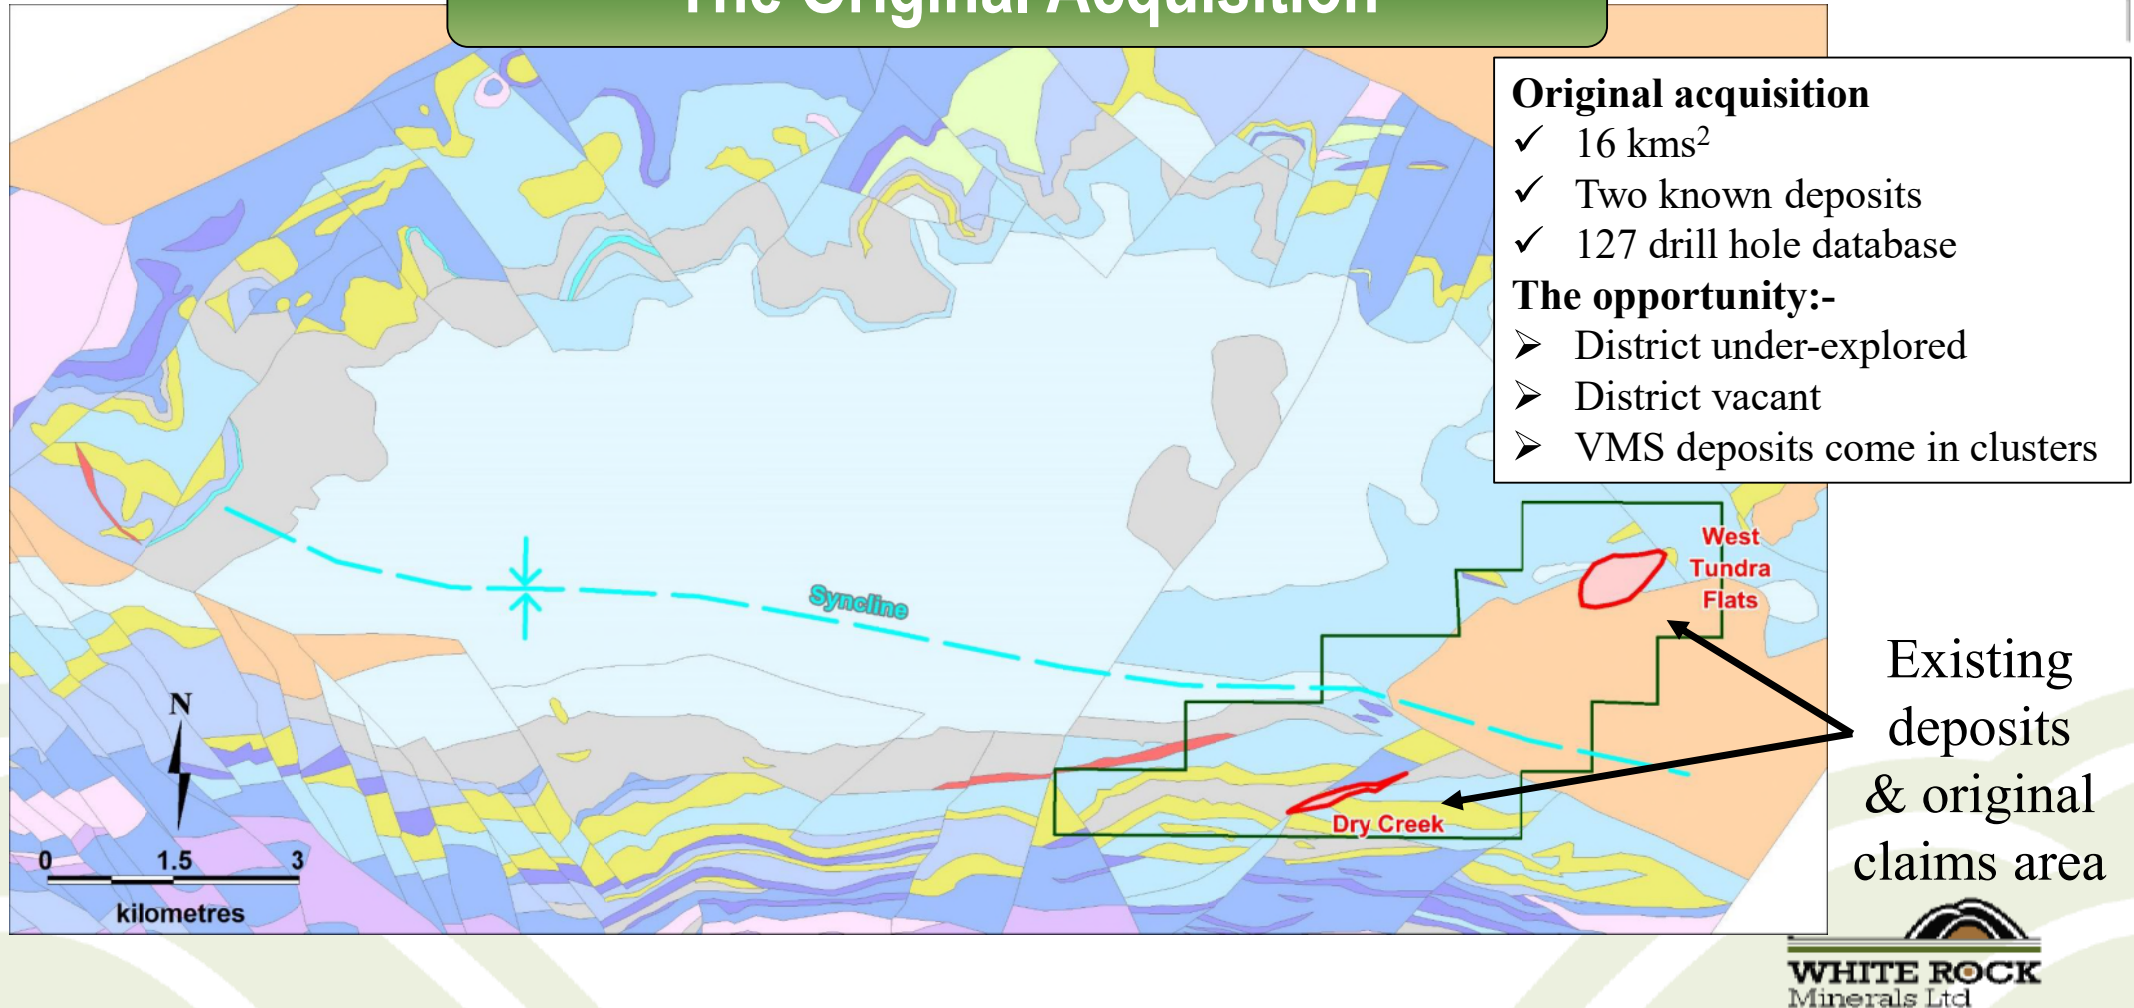 The Original Acquisition
Original acquisition
✓ 16 kms²
✓ Two known deposits
✓ 127 drill hole database
The opportunity:-
➢ District under-explored
➢ District vacant
➢ VMS deposits come in clusters
West
Tundra
Flats
Syncline
Existing
deposits
& original
claims area
Dry Creek
N
0 1.5 3
kilometres
WHITE ROCK
Minerals Ltd